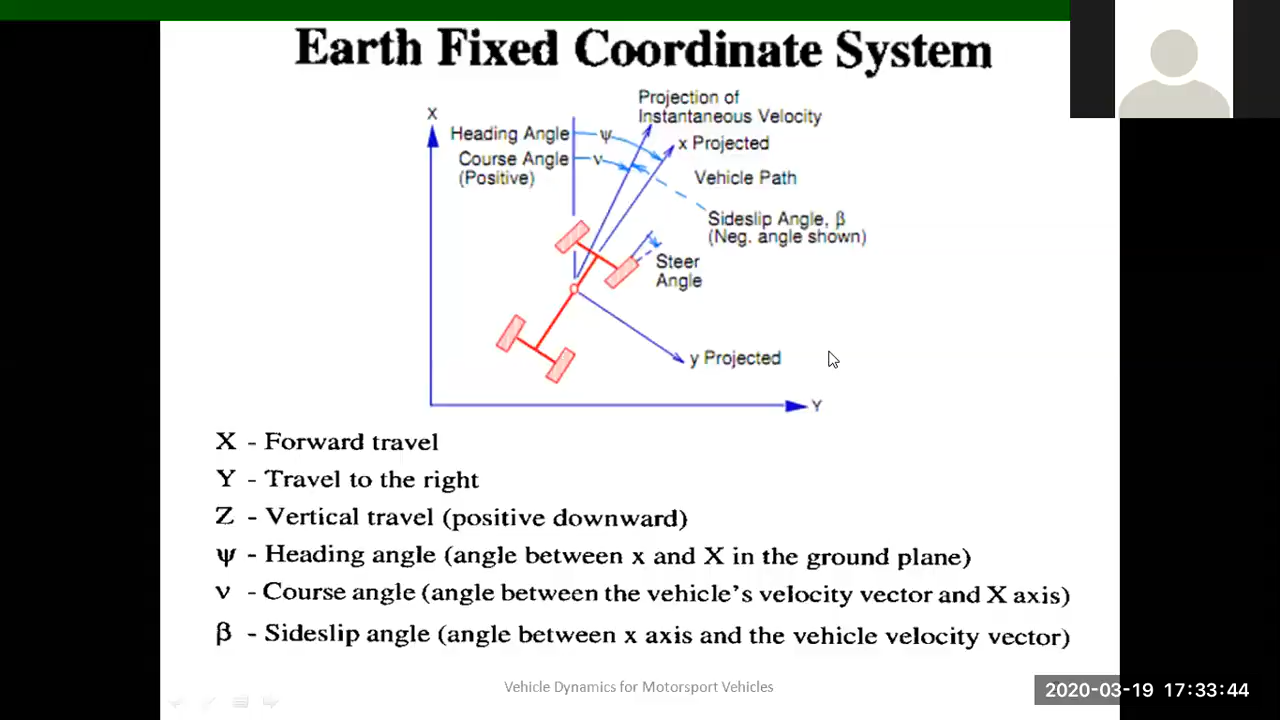 Earth Fixed Coordinate System
Projection of
Instantaneous Velocity
X
Heading Angle
ψ
x Projected
Course Angle
(Positive)
ν
Vehicle Path
Sideslip Angle, β
(Neg. angle shown)
Steer
Angle
y Projected
Y
X - Forward travel
Y - Travel to the right
Z - Vertical travel (positive downward)
ψ - Heading angle (angle between x and X in the ground plane)
ν - Course angle (angle between the vehicle's velocity vector and X axis)
β - Sideslip angle (angle between x axis and the vehicle velocity vector)
Vehicle Dynamics for Motorsport Vehicles
2020-03-19 17:33:44